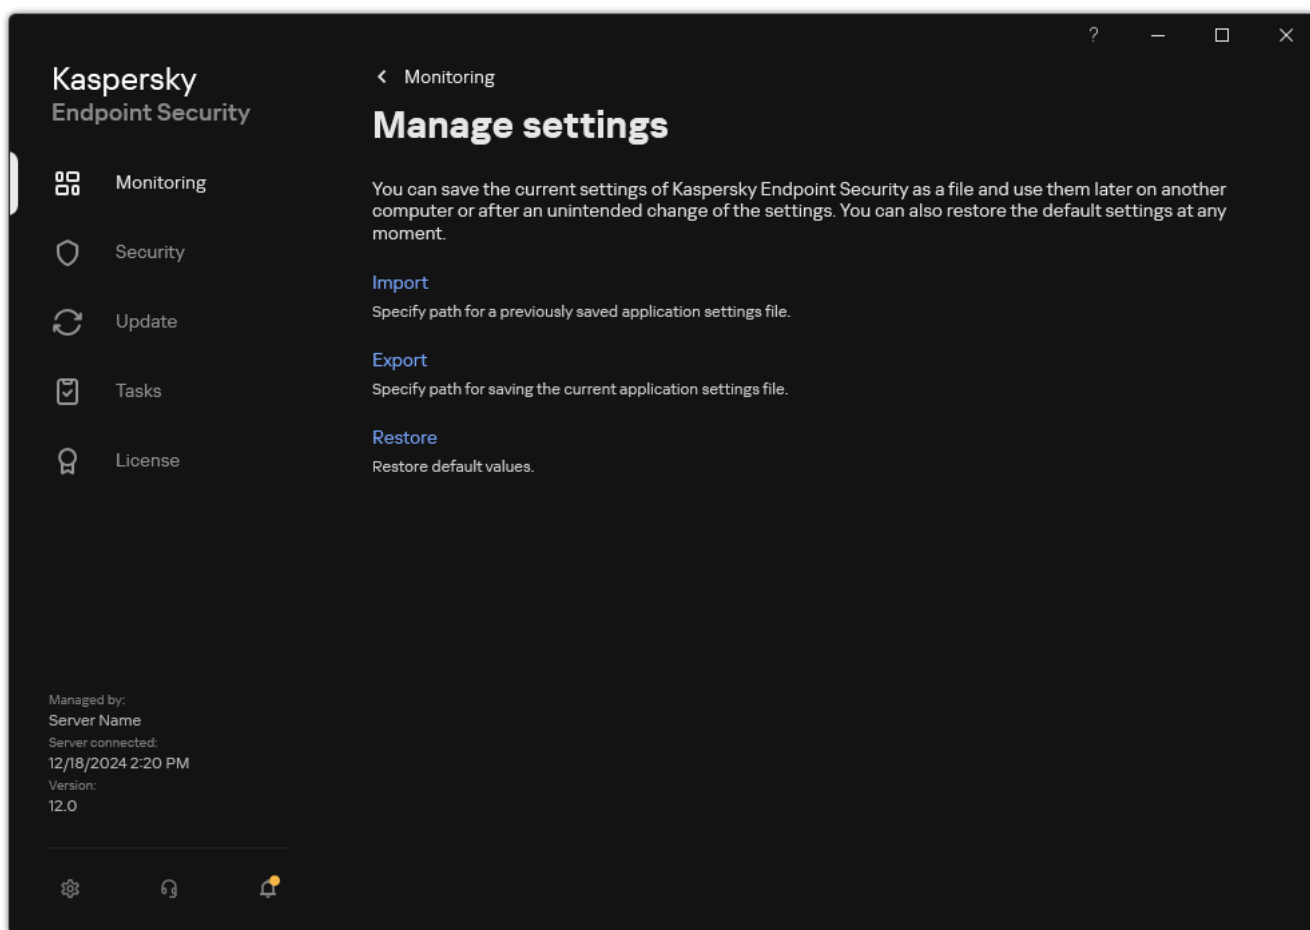 Kaspersky
Endpoint Security
Monitoring
Security
Update
Tasks
License
Managed by:
Server Name
Server connected:
12/18/2024 2:20 PM
Version:
12.0
?
Monitoring
Manage settings
You can save the current settings of Kaspersky Endpoint Security as a file and use them later on another
computer or after an unintended change of the settings. You can also restore the default settings at any
moment.
Import
Specify path for a previously saved application settings file.
Export
Specify path for saving the current application settings file.
Restore
Restore default values.